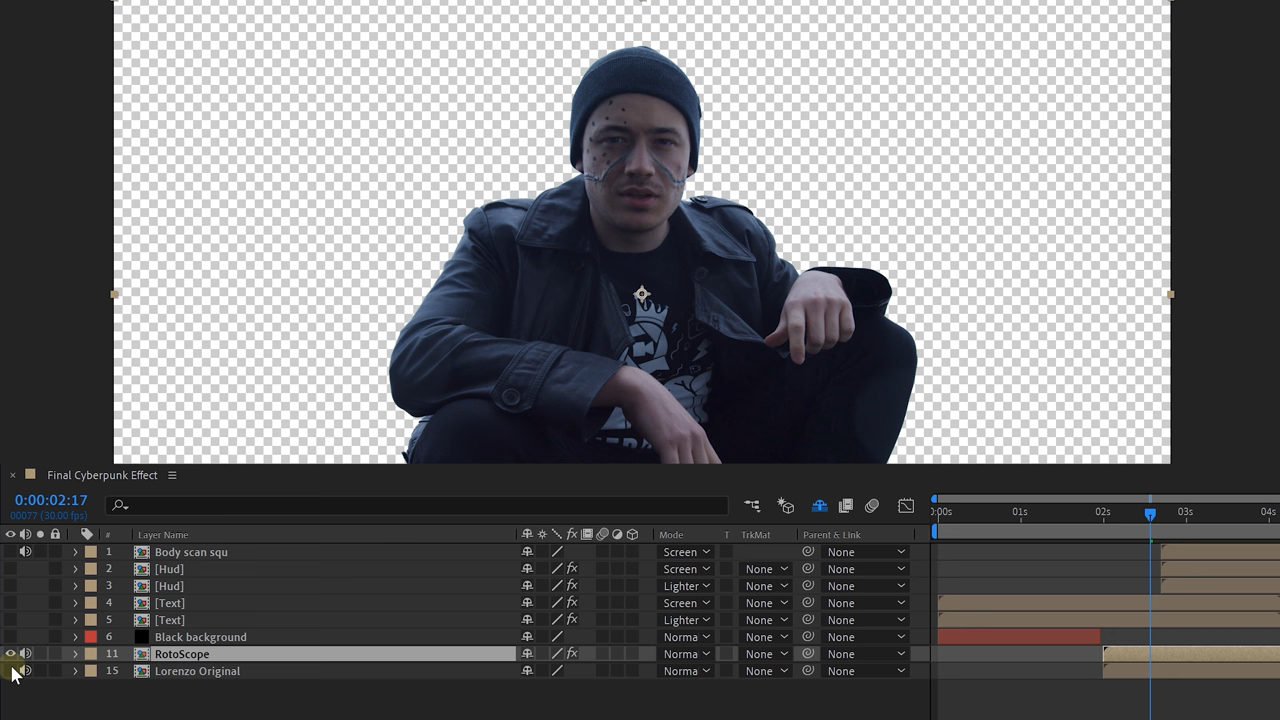 Final Cyberpunk Effect
0:00:02:17
00077 (30.00 fps)
0:00s 01s 02s 03s 04s
# Layer Name Mode T TrkMat Parent & Link
1 Body scan squ Screen None
2 [Hud] Screen None None
3 [Hud] Lighter None None
4 [Text] Screen None None
5 [Text] Lighter None None
6 Black background Norma None None
11 RotoScope Norma None None
15 Lorenzo Original Norma None None